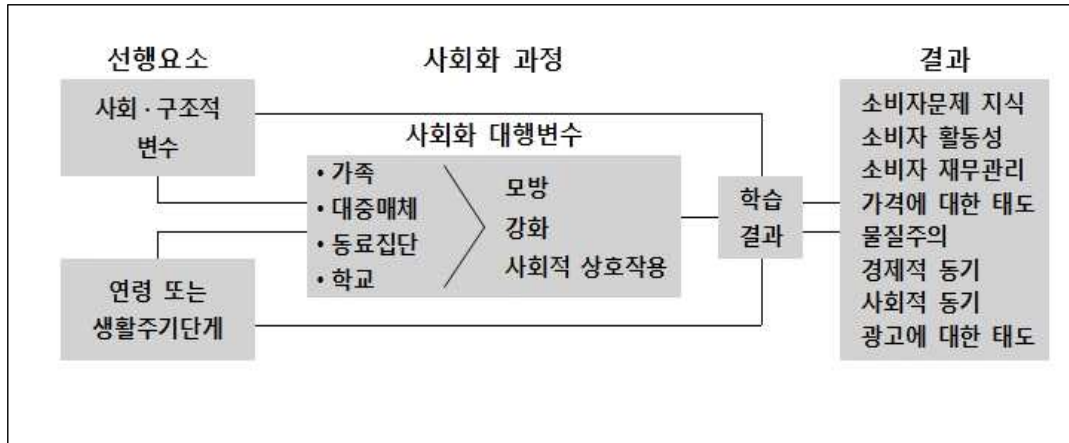 선행요소
사회화 과정
결과
사회 · 구조적
변수
사회화 대행변수
• 가족
• 대중매체
• 동료집단
• 학교
모방
강화
사회적 상호작용
연령 또는
생활주기단게
학습
결과
소비자문제 지식
소비자 활동성
소비자 재무관리
가격에 대한 태도
물질주의
경제적 동기
사회적 동기
광고에 대한 태도